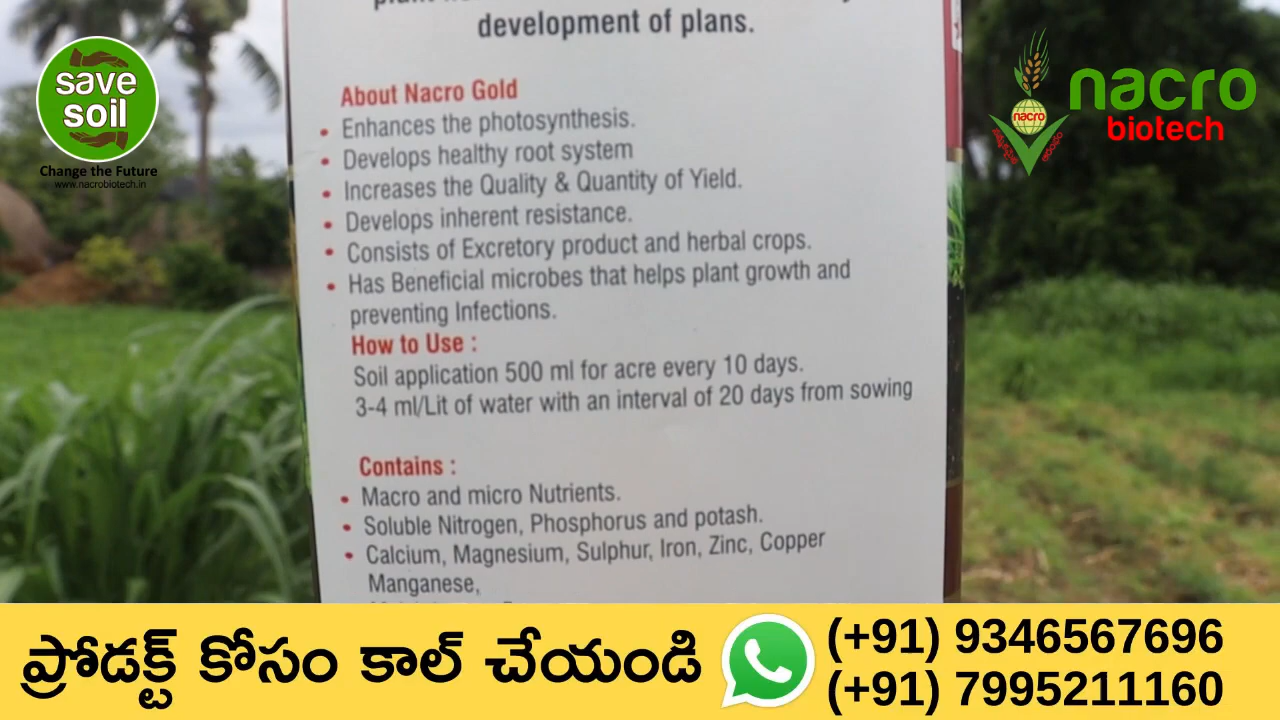 development of plans.
save
soil
Change the Future
www.nacrobiotech.in
nacro
nacro
biotech
About Nacro Gold
• Enhances the photosynthesis.
• Develops healthy root system
• Increases the Quality & Quantity of Yield.
• Develops inherent resistance.
• Consists of Excretory product and herbal crops.
• Has Beneficial microbes that helps plant growth and
preventing Infections.
How to Use :
Soil application 500 ml for acre every 10 days.
3-4 ml/Lit of water with an interval of 20 days from sowing
Contains :
• Macro and micro Nutrients.
• Soluble Nitrogen, Phosphorus and potash.
• Calcium, Magnesium, Sulphur, Iron, Zinc, Copper
Manganese,
ప్రోడక్ట్ కోసం కాల్ చేయండి
(+91) 9346567696
(+91) 7995211160